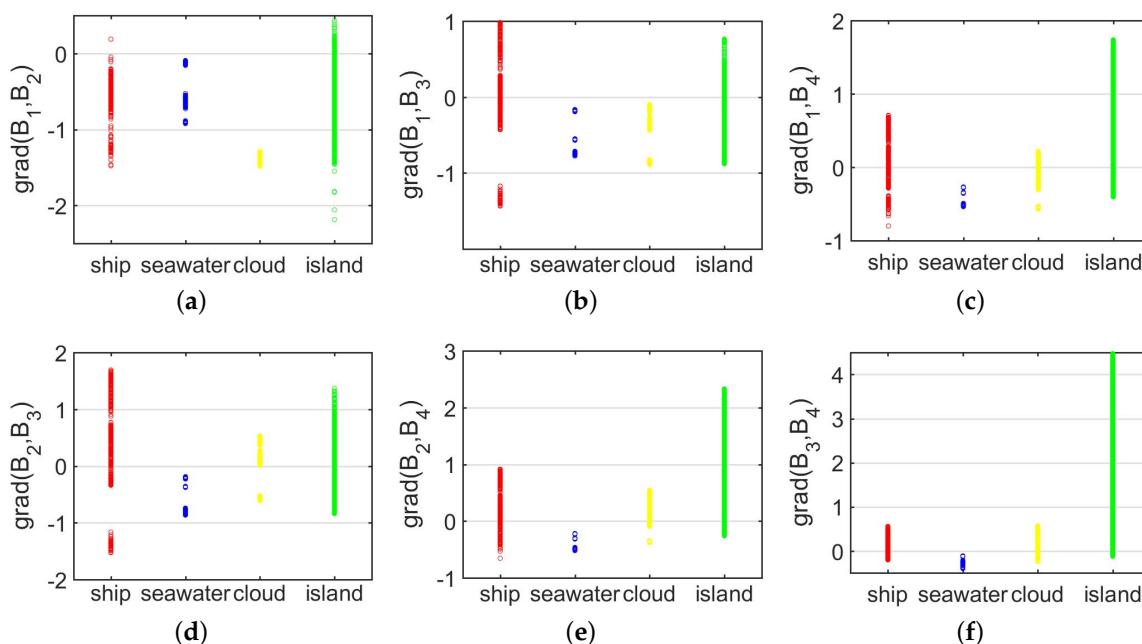 grad(B1,B2)
0
-1
-2
ship seawater cloud island
(a)
grad(B1,B3)
1
0
-1
ship seawater cloud island
(b)
grad(B1,B4)
2
1
0
-1
ship seawater cloud island
(c)
grad(B2,B3)
2
1
0
-1
-2
ship seawater cloud island
(d)
grad(B2,B4)
3
2
1
0
-1
ship seawater cloud island
(e)
grad(B3,B4)
4
3
2
1
0
ship seawater cloud island
(f)